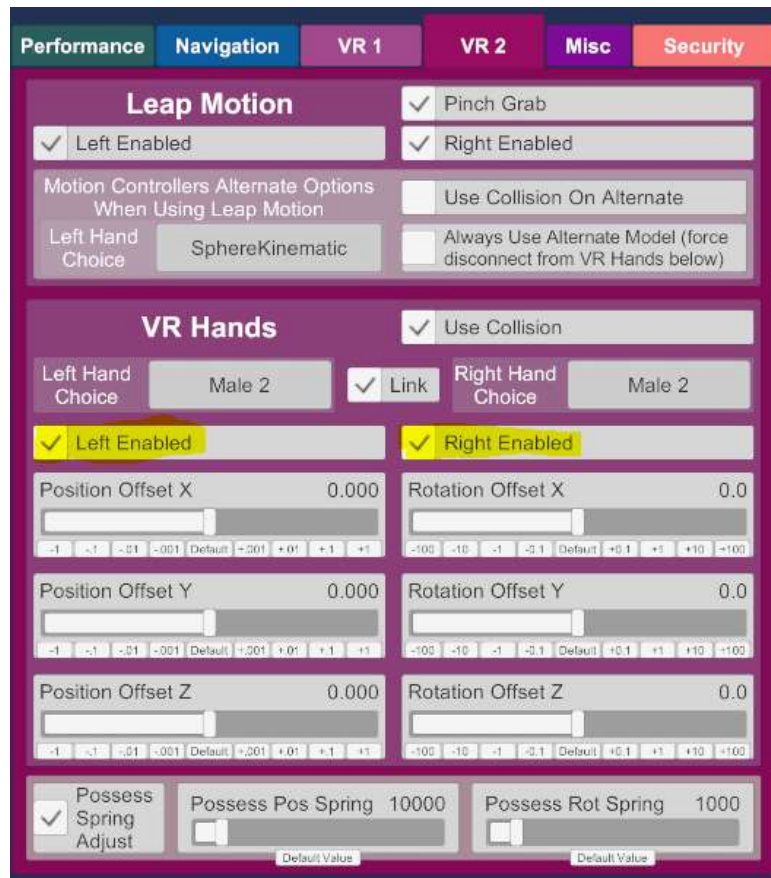 Performance Navigation VR 1 VR 2 Misc Security
Leap Motion
Pinch Grab
Left Enabled
Right Enabled
Motion Controllers Alternate Options
When Using Leap Motion
Use Collision On Alternate
Left Hand
Choice
SphereKinematic
Always Use Alternate Model (force
disconnect from VR Hands below)
VR Hands
Use Collision
Left Hand
Choice
Male 2
Link
Right Hand
Choice
Male 2
Left Enabled
Right Enabled
Position Offset X 0.000
-1 -.1 -.01 -.001 Default +.001 +.01 +.1 +1
Rotation Offset X 0.0
-100 -10 -1 -0.1 Default +0.1 +1 +10 +100
Position Offset Y 0.000
-1 -.1 -.01 -.001 Default +.001 +.01 +.1 +1
Rotation Offset Y 0.0
-100 -10 -1 -0.1 Default +0.1 +1 +10 +100
Position Offset Z 0.000
-1 -.1 -.01 -.001 Default +.001 +.01 +.1 +1
Rotation Offset Z 0.0
-100 -10 -1 -0.1 Default +0.1 +1 +10 +100
Possess
Spring
Adjust
Possess Pos Spring 10000
Default Value
Possess Rot Spring 1000
Default Value